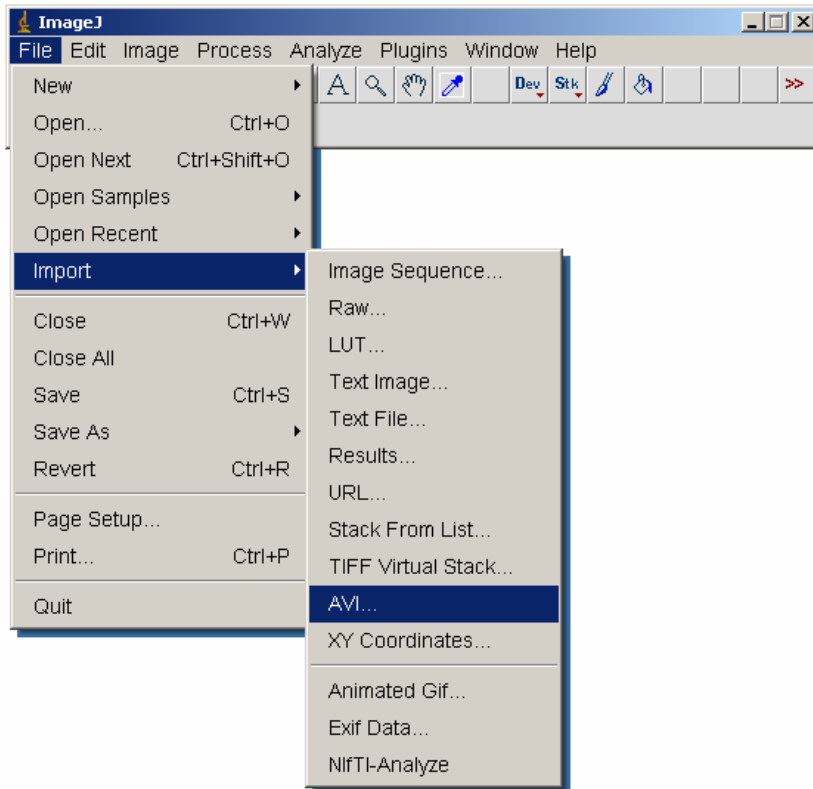 ImageJ
File Edit Image Process Analyze Plugins Window Help
A Dev Stk >>
New
Open... Ctrl+O
Open Next Ctrl+Shift+O
Open Samples
Open Recent
Import
Close Ctrl+W
Close All
Save Ctrl+S
Save As
Revert Ctrl+R
Page Setup...
Print... Ctrl+P
Quit
Image Sequence...
Raw...
LUT...
Text Image...
Text File...
Results...
URL...
Stack From List...
TIFF Virtual Stack...
AVI...
XY Coordinates...
Animated Gif...
Exif Data...
NIfTI-Analyze